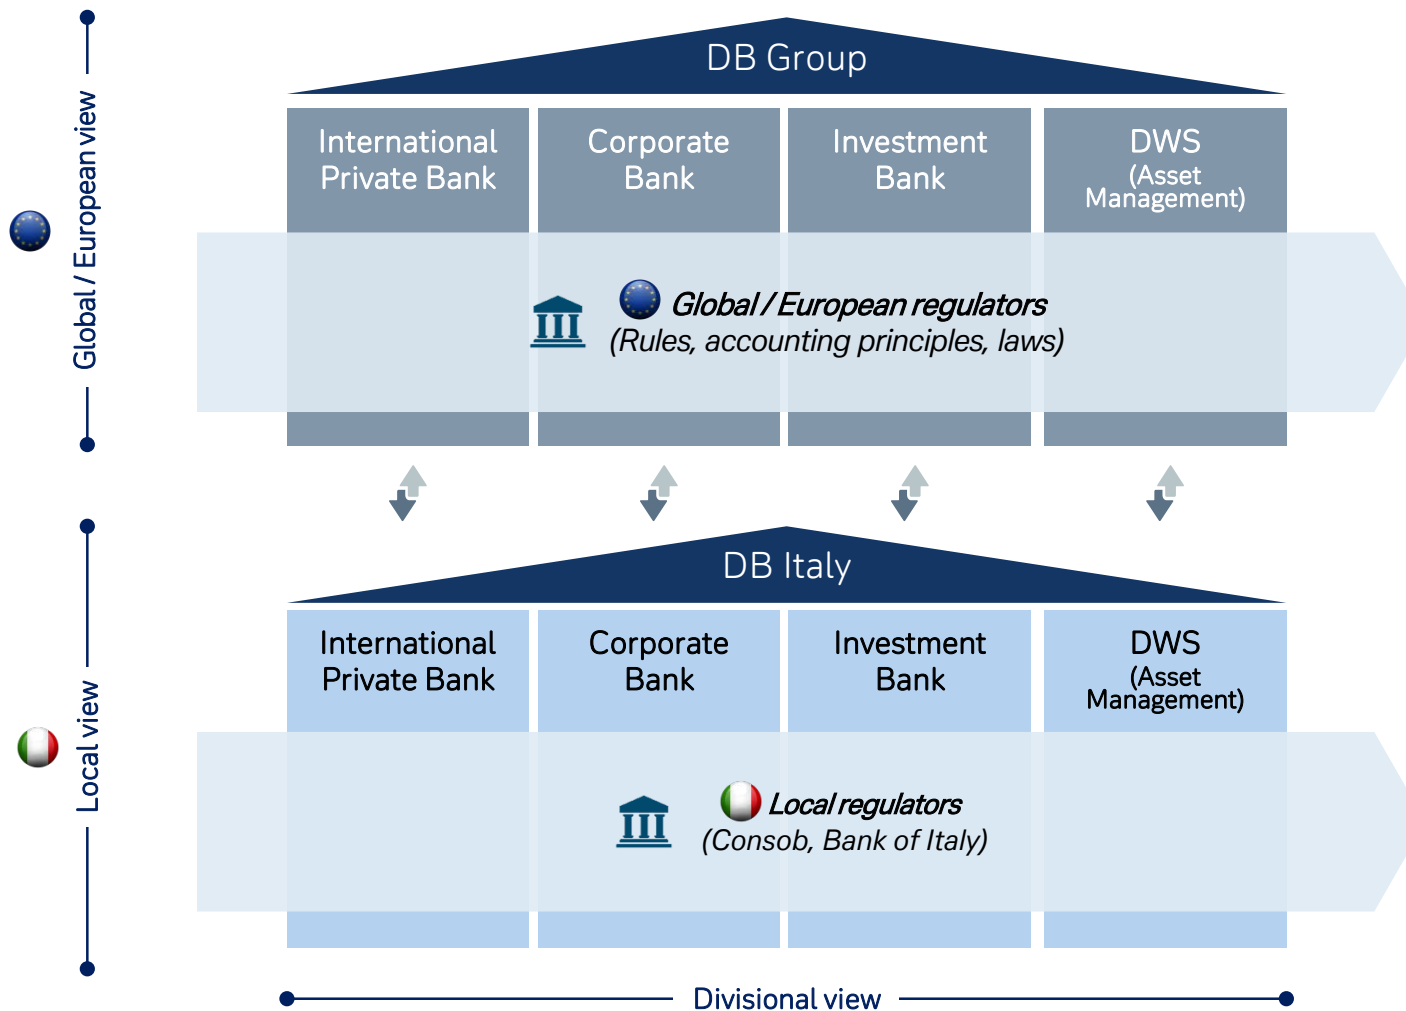 DB Group
International
Private Bank
Corporate
Bank
Investment
Bank
DWS
(Asset
Management)
Global / European view
Global / European regulators
(Rules, accounting principles, laws)
DB Italy
International
Private Bank
Corporate
Bank
Investment
Bank
DWS
(Asset
Management)
Local view
Local regulators
(Consob, Bank of Italy)
Divisional view